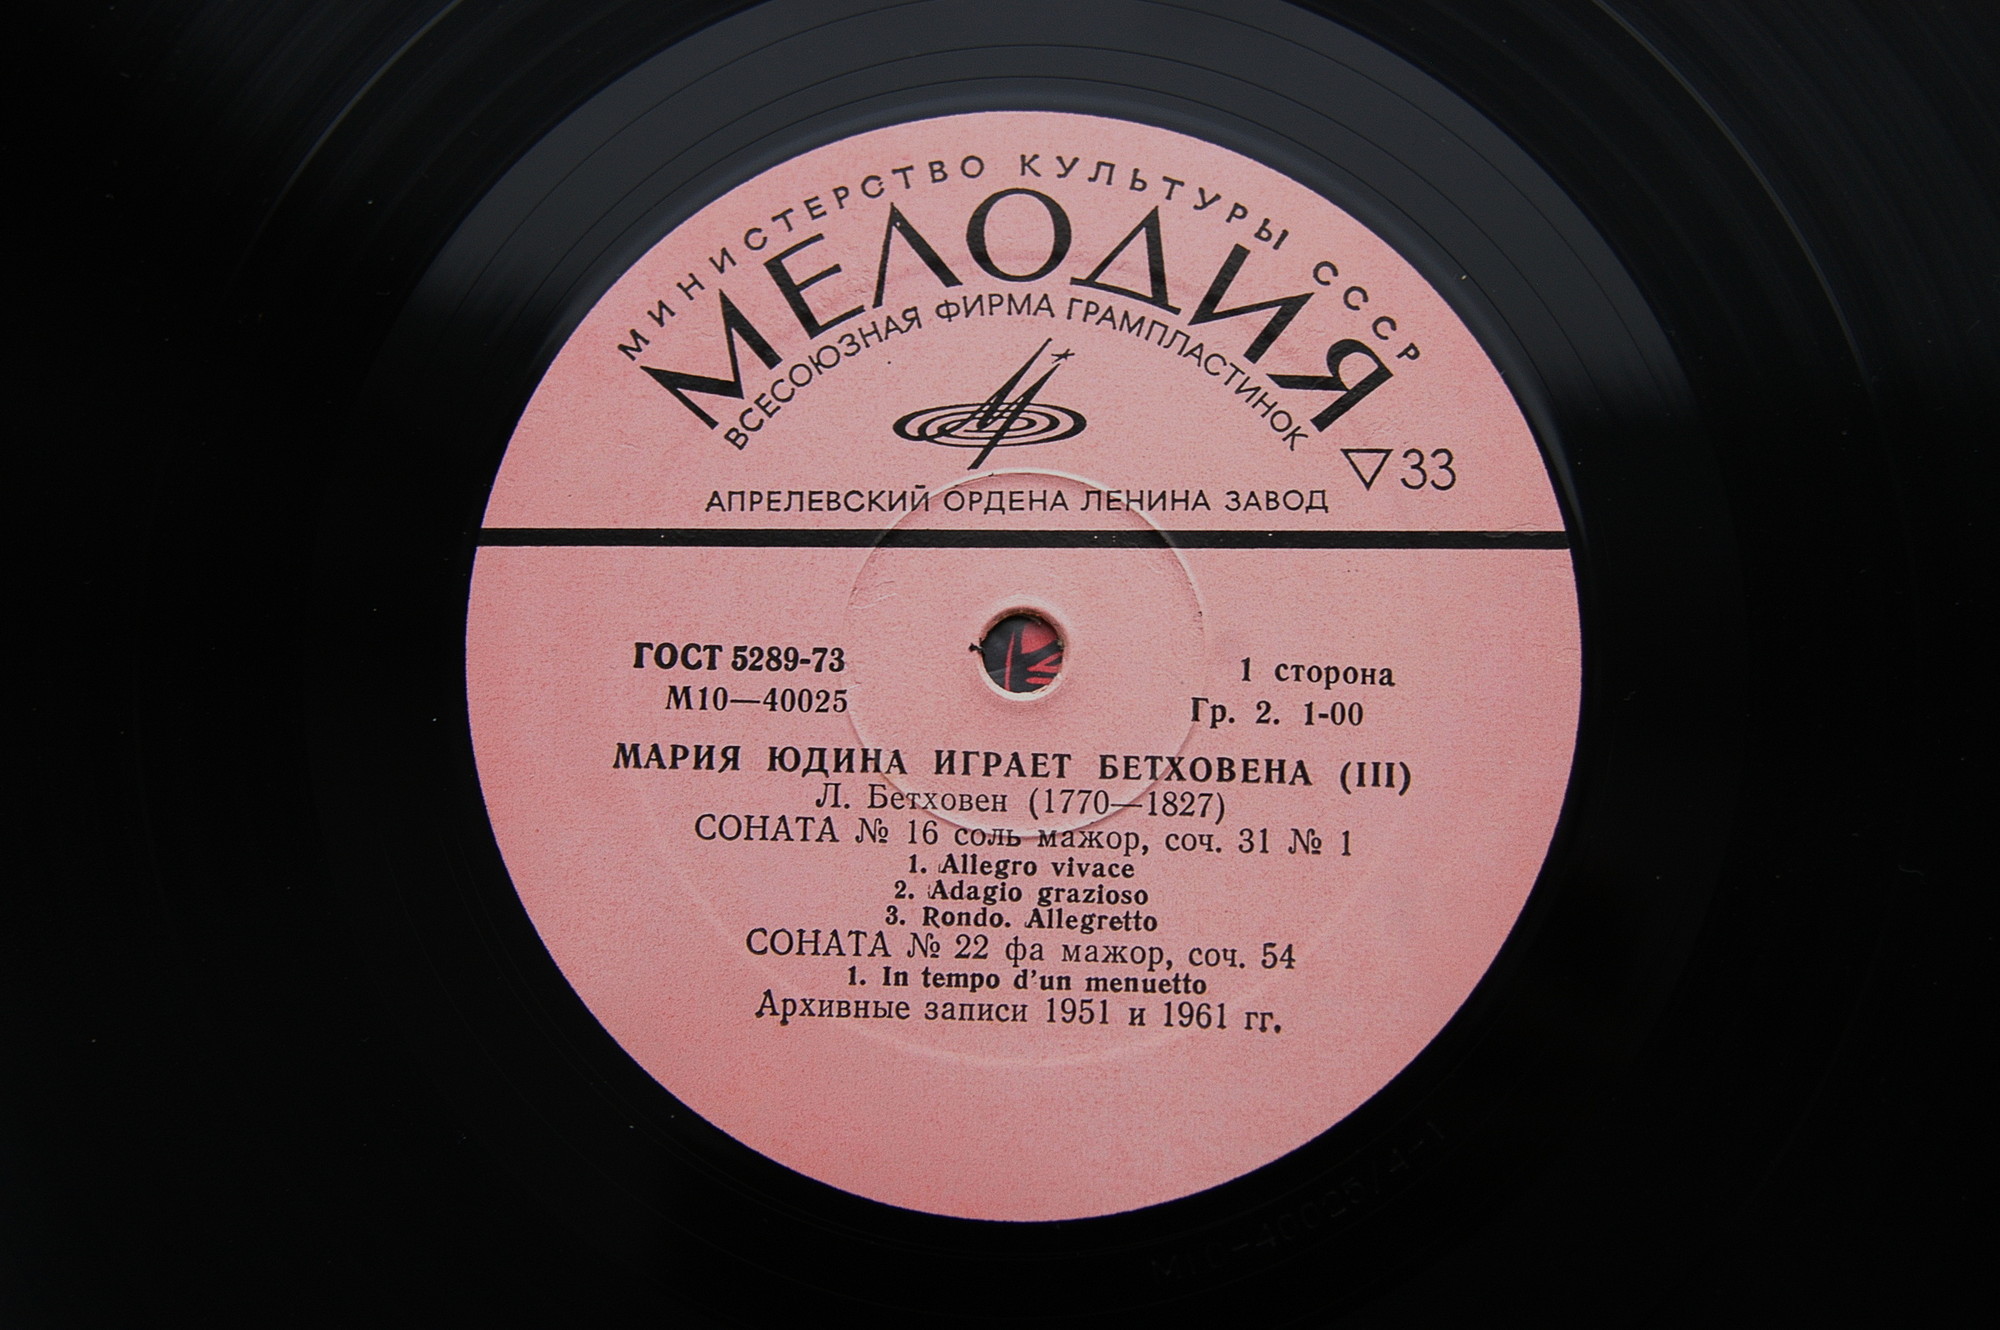 МИНИСТЕРСТВО КУЛЬТУРЫ СССР
МЕЛОДИЯ
ВСЕСОЮЗНАЯ ФИРМА ГРАМПЛАСТИНОК
33
АПРЕЛЕВСКИЙ ОРДЕНА ЛЕНИНА ЗАВОД
ГОСТ 5289-73
М10—40025
1 сторона
Гр. 2. 1-00
МАРИЯ ЮДИНА ИГРАЕТ БЕТХОВЕНА (III)
Л. Бетховен (1770—1827)
СОНАТА № 16 соль мажор, соч. 31 № 1
1. Allegro vivace
2. Adagio grazioso
3. Rondo. Allegretto
СОНАТА № 22 фа мажор, соч. 54
1. In tempo d'un menuetto
Архивные записи 1951 и 1961 гг.